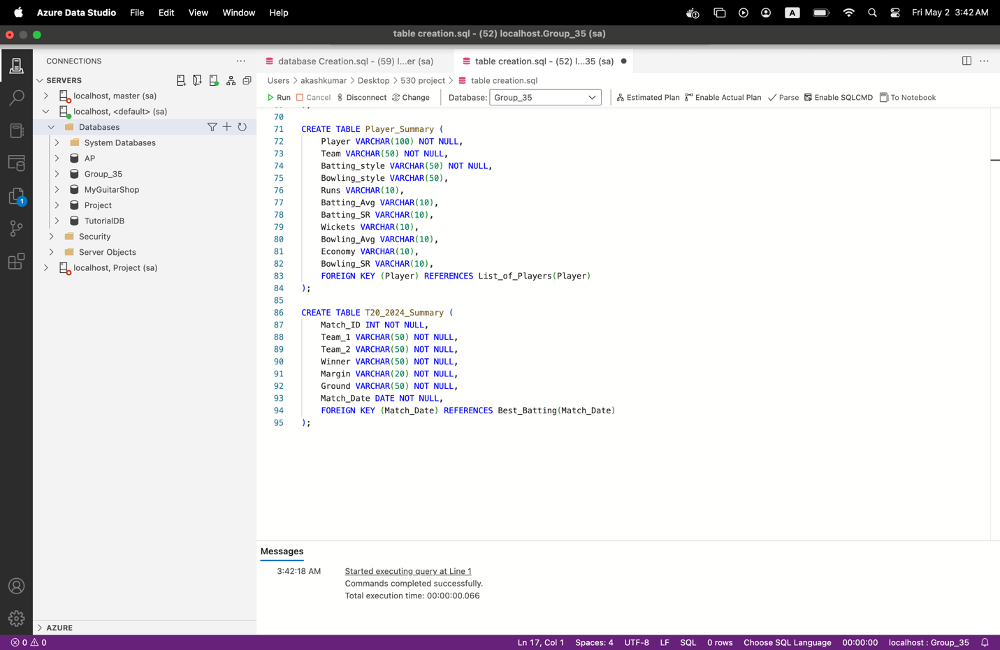 Azure Data Studio File Edit View Window Help A Fri May 2 3:42 AM
table creation.sql - (52) localhost.Group_35 (sa)
CONNECTIONS
SERVERS
localhost, master (sa)
localhost, <default> (sa)
Databases
System Databases
AP
Group_35
MyGuitarShop
Project
TutorialDB
Security
Server Objects
localhost, Project (sa)
AZURE
1
database Creation.sql - (59) l...er (sa)
table creation.sql - (52) l...35 (sa)
Users > akashkumar > Desktop > 530 project > table creation.sql
Run Cancel Disconnect Change Database: Group_35 Estimated Plan Enable Actual Plan Parse Enable SQLCMD To Notebook
70
71 CREATE TABLE Player_Summary (
72 Player VARCHAR(100) NOT NULL,
73 Team VARCHAR(50) NOT NULL,
74 Batting_style VARCHAR(50) NOT NULL,
75 Bowling_style VARCHAR(50),
76 Runs VARCHAR(10),
77 Batting_Avg VARCHAR(10),
78 Batting_SR VARCHAR(10),
79 Wickets VARCHAR(10),
80 Bowling_Avg VARCHAR(10),
81 Economy VARCHAR(10),
82 Bowling_SR VARCHAR(10),
83 FOREIGN KEY (Player) REFERENCES List_of_Players(Player)
84 );
85
86 CREATE TABLE T20_2024_Summary (
87 Match_ID INT NOT NULL,
88 Team_1 VARCHAR(50) NOT NULL,
89 Team_2 VARCHAR(50) NOT NULL,
90 Winner VARCHAR(50) NOT NULL,
91 Margin VARCHAR(20) NOT NULL,
92 Ground VARCHAR(50) NOT NULL,
93 Match_Date DATE NOT NULL,
94 FOREIGN KEY (Match_Date) REFERENCES Best_Batting(Match_Date)
95 );
Messages
3:42:18 AM Started executing query at Line 1
Commands completed successfully.
Total execution time: 00:00:00.066
0 0 Ln 17, Col 1 Spaces: 4 UTF-8 LF SQL 0 rows Choose SQL Language 00:00:00 localhost : Group_35